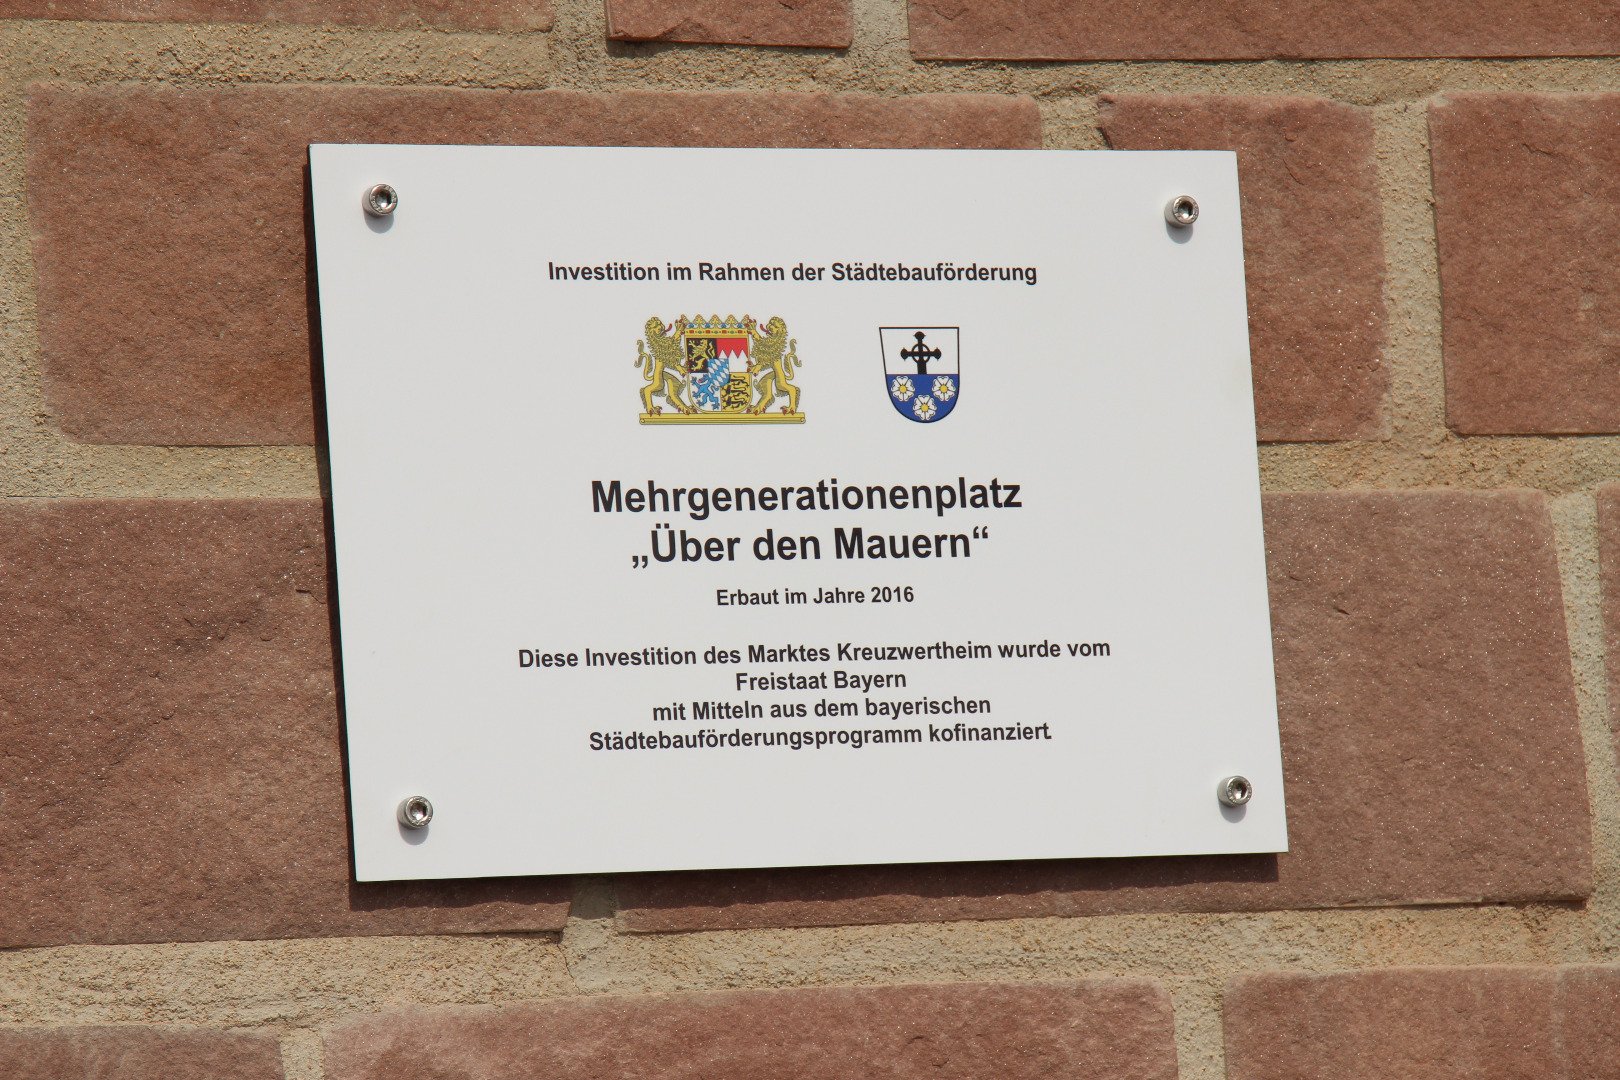 Investition im Rahmen der Städtebauförderung
Mehrgenerationenplatz
„Über den Mauern“
Erbaut im Jahre 2016
Diese Investition des Marktes Kreuzwertheim wurde vom
Freistaat Bayern
mit Mitteln aus dem bayerischen
Städtebauförderungsprogramm kofinanziert.